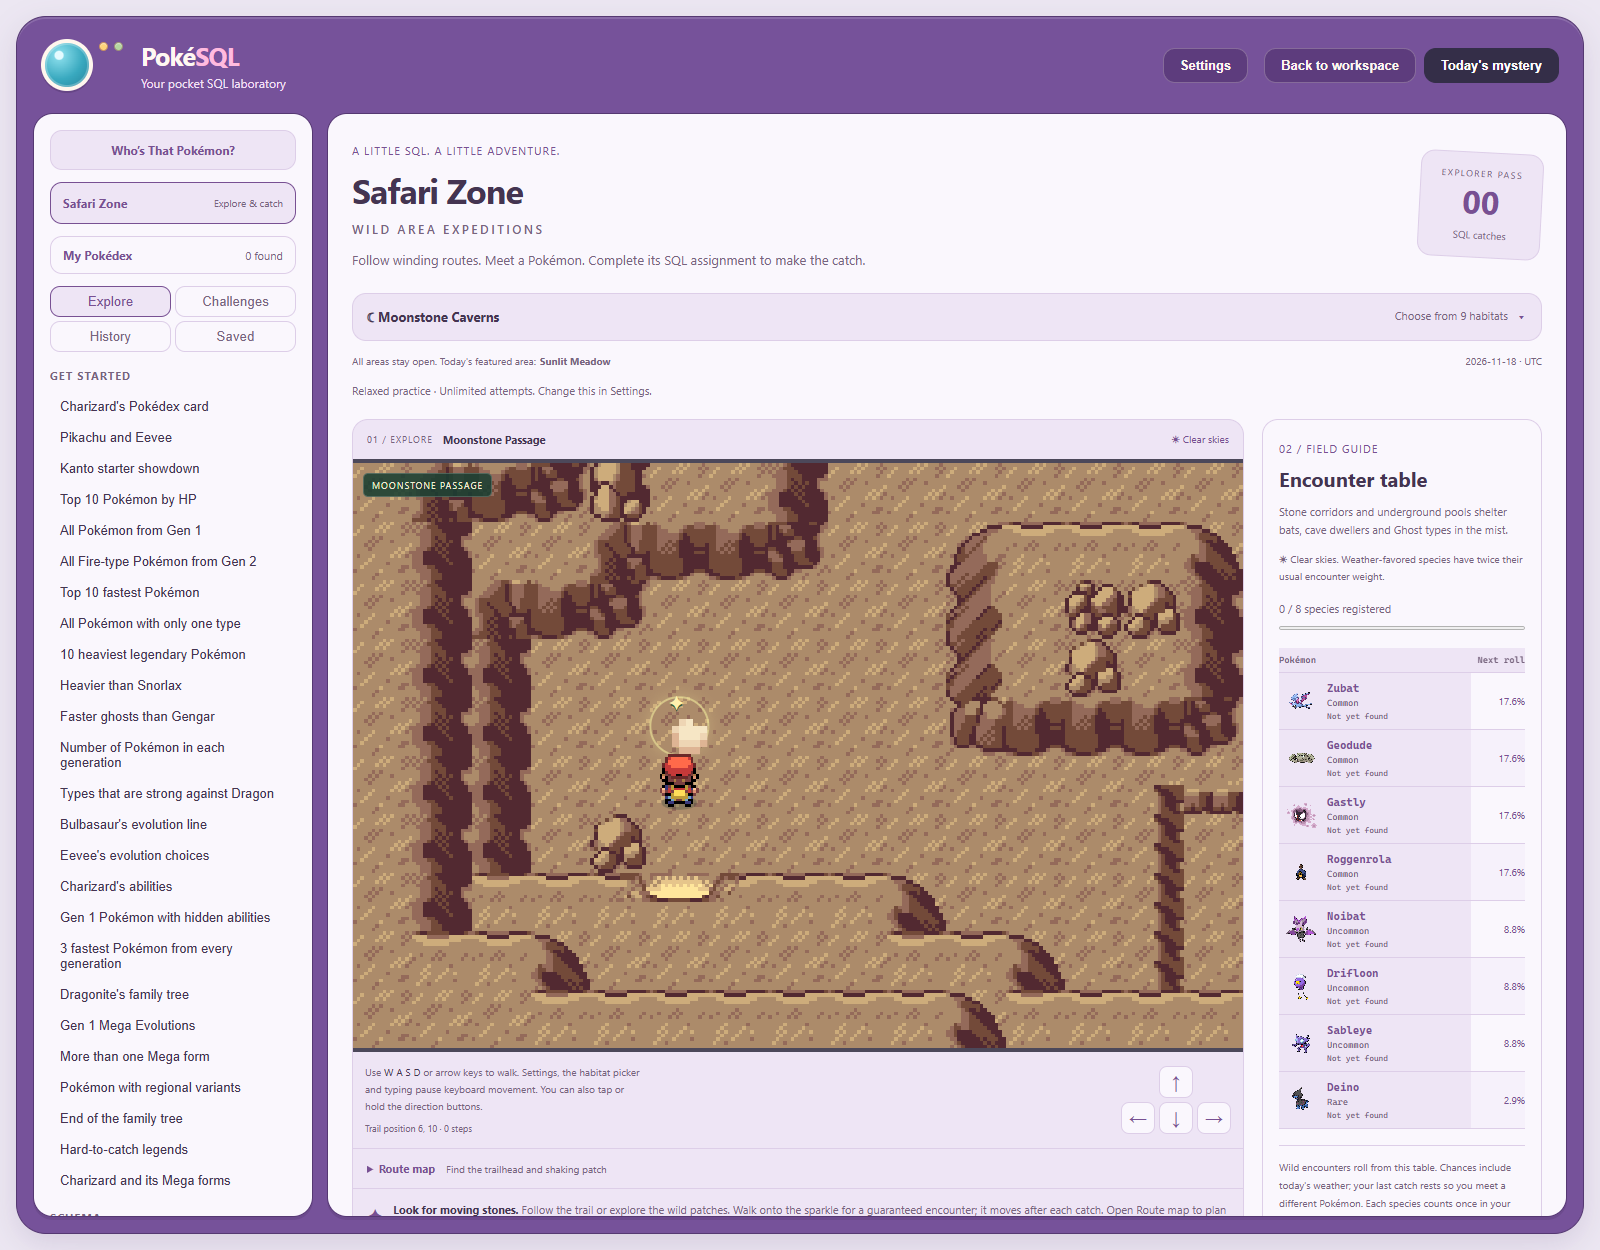 PokéSQL
Your pocket SQL laboratory
Settings
Back to workspace
Today's mystery
Who's That Pokémon?
Safari Zone
Explore & catch
My Pokédex
0 found
Explore
Challenges
History
Saved
GET STARTED
Charizard's Pokédex card
Pikachu and Eevee
Kanto starter showdown
Top 10 Pokémon by HP
All Pokémon from Gen 1
All Fire-type Pokémon from Gen 2
Top 10 fastest Pokémon
All Pokémon with only one type
10 heaviest legendary Pokémon
Heavier than Snorlax
Faster ghosts than Gengar
Number of Pokémon in each
generation
Types that are strong against Dragon
Bulbasaur's evolution line
Eevee's evolution choices
Charizard's abilities
Gen 1 Pokémon with hidden abilities
3 fastest Pokémon from every
generation
Dragonite's family tree
Gen 1 Mega Evolutions
More than one Mega form
Pokémon with regional variants
End of the family tree
Hard-to-catch legends
Charizard and its Mega forms
A LITTLE SQL. A LITTLE ADVENTURE.
Safari Zone
WILD AREA EXPEDITIONS
Follow winding routes. Meet a Pokémon. Complete its SQL assignment to make the catch.
EXPLORER PASS
00
SQL catches
Moonstone Caverns
Choose from 9 habitats
All areas stay open. Today's featured area: Sunlit Meadow
2026-11-18 · UTC
Relaxed practice · Unlimited attempts. Change this in Settings.
01 / EXPLORE Moonstone Passage
☀ Clear skies
MOONSTONE PASSAGE
Use W A S D or arrow keys to walk. Settings, the habitat picker
and typing pause keyboard movement. You can also tap or
hold the direction buttons.
Trail position 6, 10 · 0 steps
↑
← ↓ →
Route map Find the trailhead and shaking patch
Look for moving stones. Follow the trail or explore the wild patches. Walk onto the sparkle for a guaranteed encounter; it moves after each catch. Open Route map to plan
02 / FIELD GUIDE
Encounter table
Stone corridors and underground pools shelter
bats, cave dwellers and Ghost types in the mist.
☀ Clear skies. Weather-favored species have twice their
usual encounter weight.
0 / 8 species registered
Pokémon Next roll
Zubat
Common
Not yet found
17.6%
Geodude
Common
Not yet found
17.6%
Gastly
Common
Not yet found
17.6%
Roggenrola
Common
Not yet found
17.6%
Noibat
Uncommon
Not yet found
8.8%
Drifloon
Uncommon
Not yet found
8.8%
Sableye
Uncommon
Not yet found
8.8%
Deino
Rare
Not yet found
2.9%
Wild encounters roll from this table. Chances include
today's weather; your last catch rests so you meet a
different Pokémon. Each species counts once in your